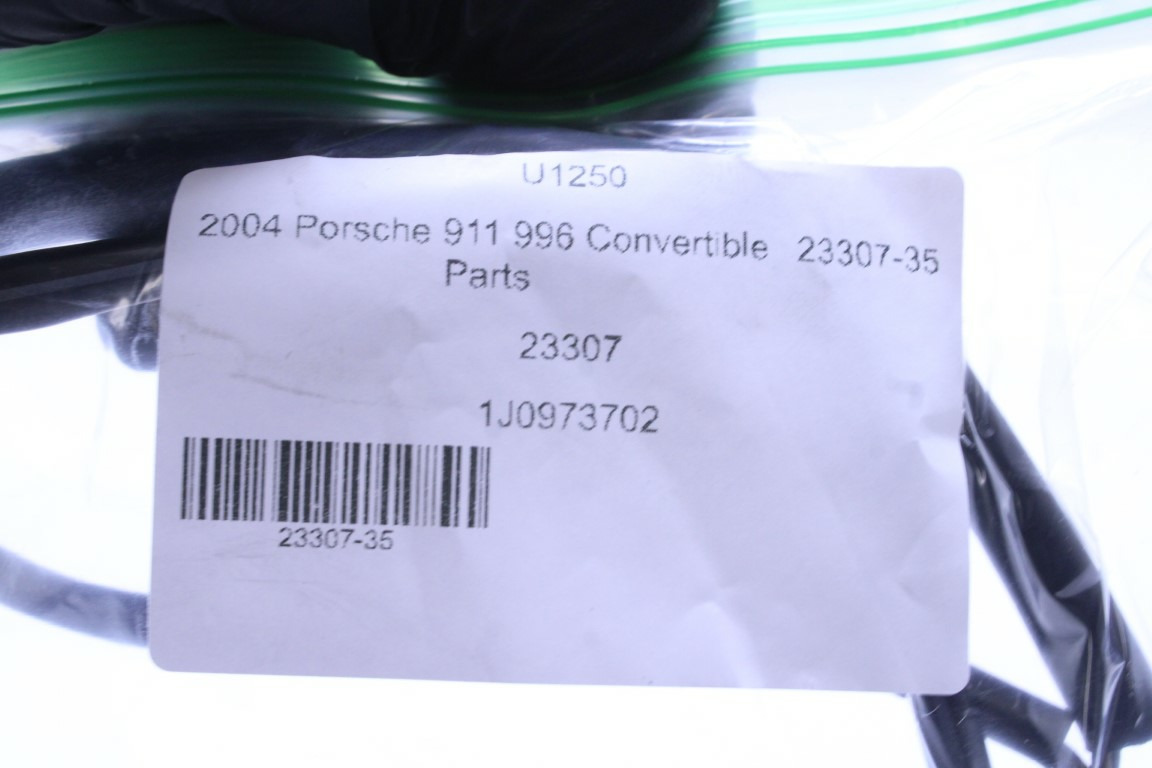 U1250
2004 Porsche 911 996 Convertible 23307-35
Parts
23307
1J0973702
23307-35